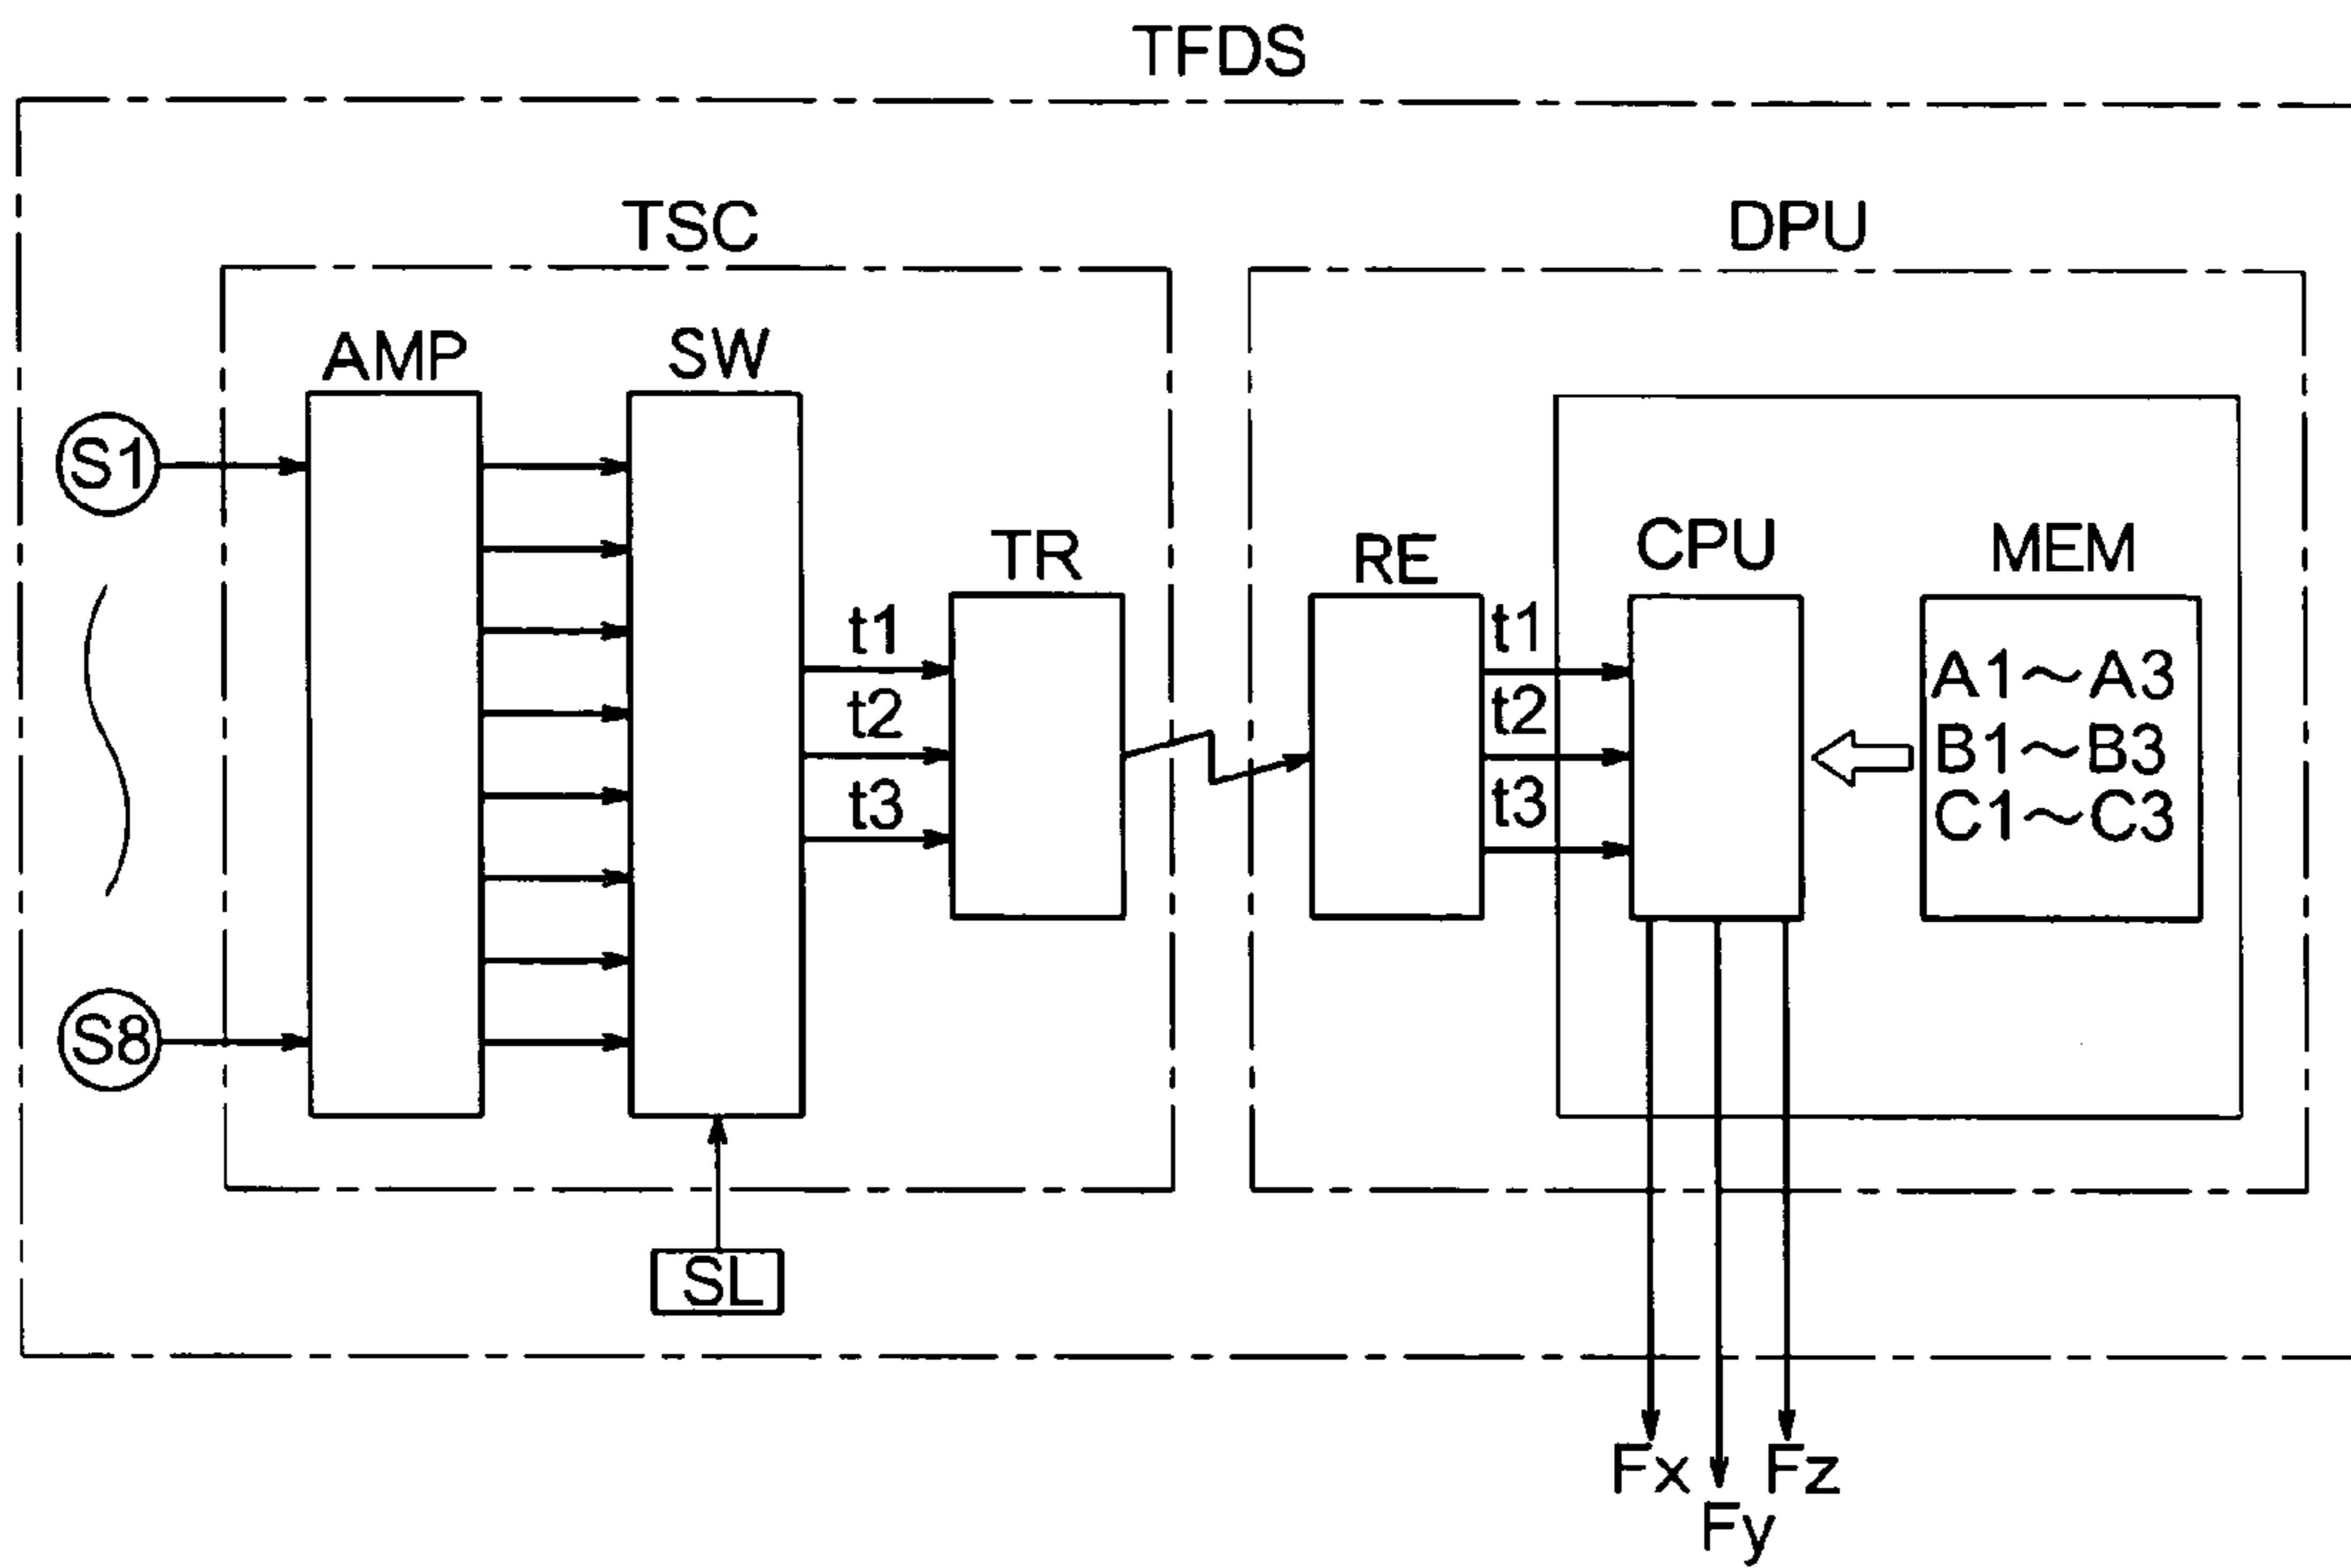 TFDS
TSC
DPU
AMP
SW
S1
TR
RE
CPU
MEM
t1
t2
t3
t1
t2
t3
A1～A3
B1～B3
C1～C3
S8
SL
Fx
Fy
Fz